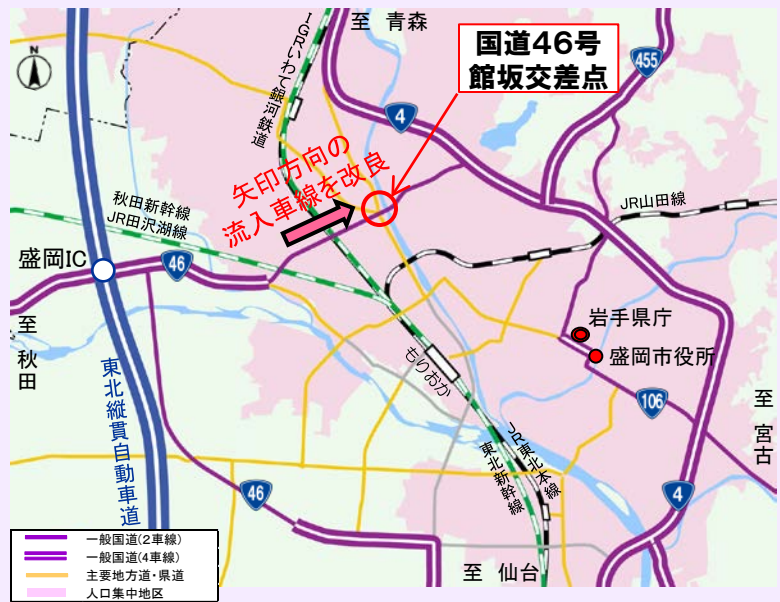 至 青森
国道46号
館坂交差点
N
IGRいわて銀河鉄道
4
455
矢印方向の
流入車線を改良
秋田新幹線
JR田沢湖線
JR山田線
盛岡IC
46
至 秋田
岩手県庁
盛岡市役所
もりおか
東北縦貫自動車道
106
至 宮古
JR東北本線
東北新幹線
46
4
至 仙台
一般国道(2車線)
一般国道(4車線)
主要地方道・県道
人口集中地区